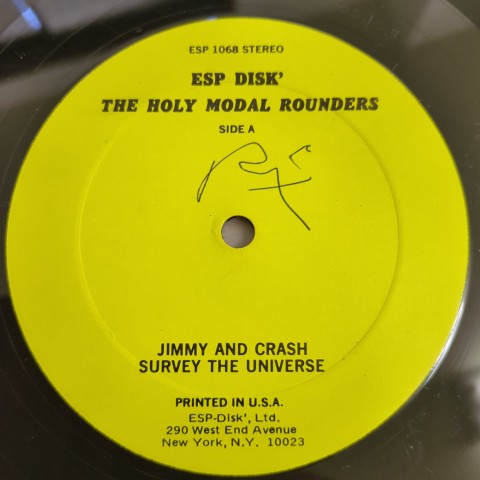 ESP 1068 STEREO
ESP DISK'
THE HOLY MODAL ROUNDERS
SIDE A
JIMMY AND CRASH
SURVEY THE UNIVERSE
PRINTED IN U.S.A.
ESP-Disk', Ltd.
290 West End Avenue
New York, N.Y. 10023